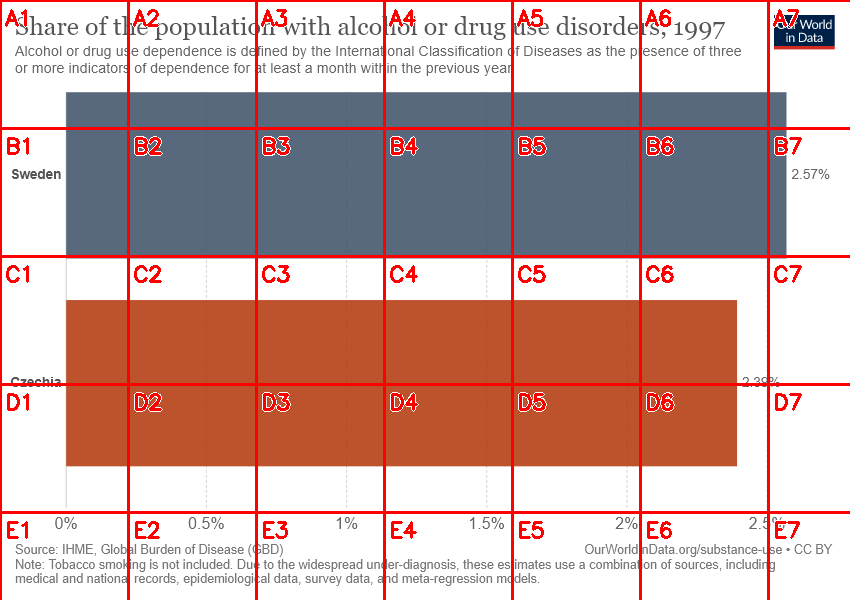 Share of the population with alcohol or drug use disorders, 1997
Our World
in Data
Alcohol or drug use dependence is defined by the International Classification of Diseases as the presence of three
or more indicators of dependence for at least a month within the previous year.
A1 A2 A3 A4 A5 A6 A7
B1 B2 B3 B4 B5 B6 B7
Sweden 2.57%
C1 C2 C3 C4 C5 C6 C7
Czechia 2.39%
D1 D2 D3 D4 D5 D6 D7
0% 0.5% 1% 1.5% 2% 2.5%
E1 E2 E3 E4 E5 E6 E7
Source: IHME, Global Burden of Disease (GBD) OurWorldInData.org/substance-use • CC BY
Note: Tobacco smoking is not included. Due to the widespread under-diagnosis, these estimates use a combination of sources, including
medical and national records, epidemiological data, survey data, and meta-regression models.